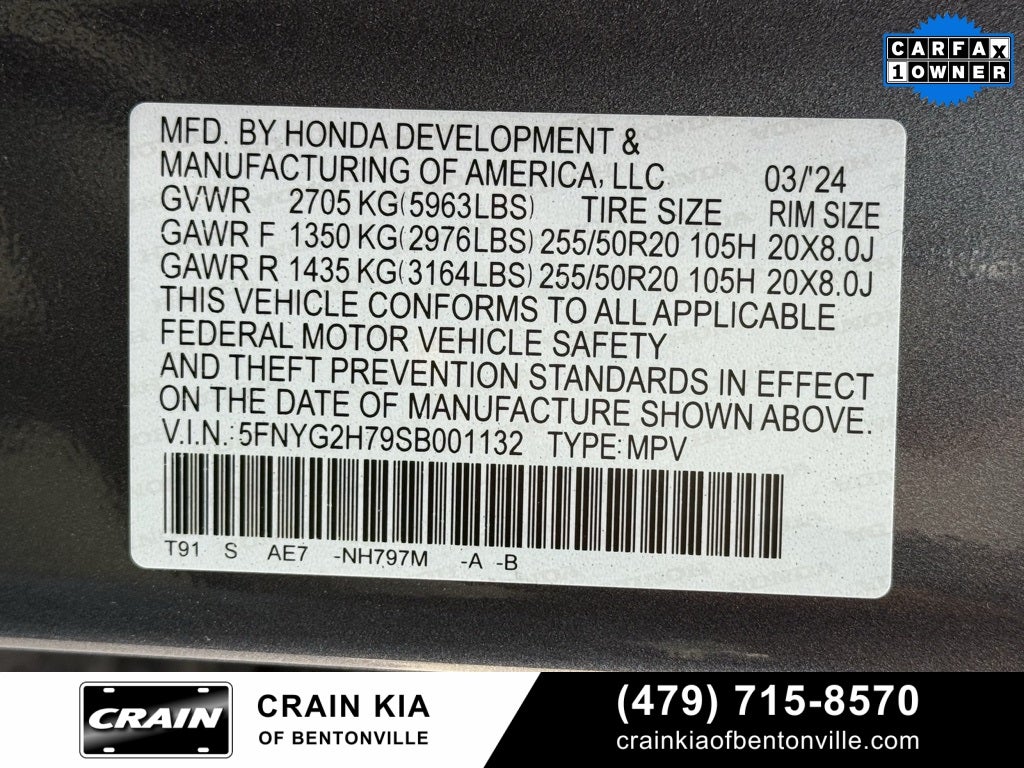 CARFAX
1 OWNER
MFD. BY HONDA DEVELOPMENT &
MANUFACTURING OF AMERICA, LLC 03/'24
GVWR 2705 KG(5963LBS) TIRE SIZE RIM SIZE
GAWR F 1350 KG(2976LBS) 255/50R20 105H 20X8.0J
GAWR R 1435 KG(3164LBS) 255/50R20 105H 20X8.0J
THIS VEHICLE CONFORMS TO ALL APPLICABLE
FEDERAL MOTOR VEHICLE SAFETY
AND THEFT PREVENTION STANDARDS IN EFFECT
ON THE DATE OF MANUFACTURE SHOWN ABOVE.
V.I.N.: 5FNYG2H79SB001132 TYPE: MPV
T91 S AE7 -NH797M -A -B
CRAIN
CRAIN KIA
OF BENTONVILLE
(479) 715-8570
crainkiaofbentonville.com